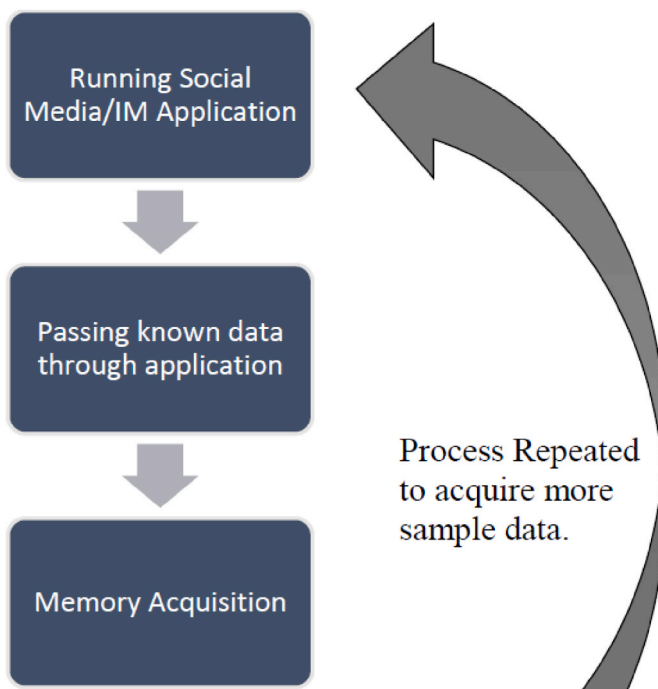 Running Social
Media/IM Application
Passing known data
through application
Process Repeated
to acquire more
sample data.
Memory Acquisition